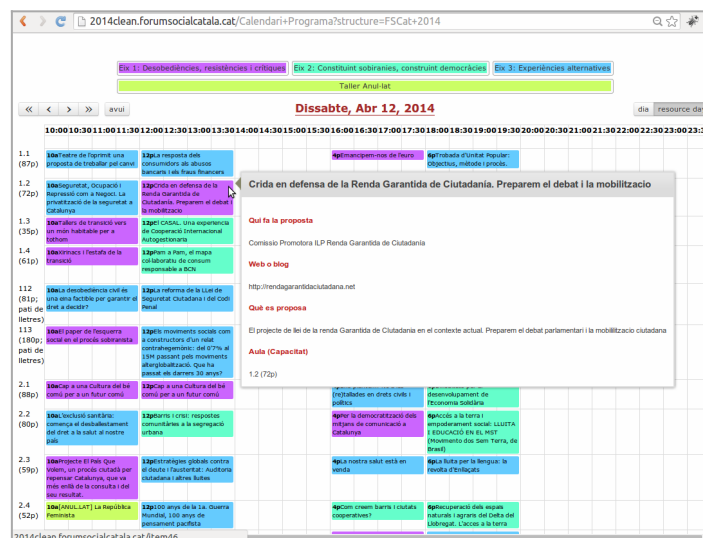 2014clean.forumsocialcatala.cat/Calendari+Programa?structure=FSCat+2014
Eix 1: Desobediències, resistències i crítiques
Eix 2: Constituint sobiranies, construint democràcies
Eix 3: Experiències alternatives
Taller Anul·lat
« < > » avui
Dissabte, Abr 12, 2014
dia resource day
10:00 10:30 11:00 11:30 12:00 12:30 13:00 13:30 14:00 14:30 15:00 15:30 16:00 16:30 17:00 17:30 18:00 18:30 19:00 19:30 20:00 20:30 21:00 21:30 22:00 22:30 23:00 23:3
1.1
(87p)
10aTeatre de l'oprimit una
proposta de treballar pel canvi
12pLa resposta dels
consumidors als abusos
bancaris i els fraus financers
4pEmancipem-nos de l'euro
6pTrobada d'Unitat Popular:
Objectius, mètode i procés.
1.2
(72p)
10aSeguretat, Ocupació i
Repressió com a Negoci. La
privatització de la seguretat a
Catalunya
12pCrida en defensa de la
Renda Garantida de
Ciutadania. Preparem el debat i
la mobilització
1.3
(35p)
10aTallers de transició vers
un món habitable per a
tothom
12pEl CASAL. Una experiencia
de Cooperació Internacional
Autogestionaria
1.4
(61p)
10aXirinacs i l'estafa de la
transició
12pPam a Pam, el mapa
col·laboratiu de consum
responsable a BCN
112
(81p;
pati de
lletres)
10aLa desobediència civil és
una eina factible per garantir el
dret a decidir?
12pLa reforma de la LLei de
Seguretat Ciutadana i del Codi
Penal
113
(180p;
pati de
lletres)
10aEl paper de l'esquerra
social en el procés sobiranista
12pEls moviments socials com
a constructors d'un relat
contrahegemònic: del 0'7% al
15M passant pels moviments
alterglobalització. Que ha
passat els darrers 30 anys?
Crida en defensa de la Renda Garantida de Ciutadania. Preparem el debat i la mobilització
Qui fa la proposta
Comissio Promotora ILP Renda Garantida de Ciutadania
Web o blog
http://rendagarantidaciutadana.net
Què es proposa
El projecte de llei de la renda Garantida de CIutadania en el contexte actual. Preparem el debat parlamentari i la mobilització ciutadana
Aula (Capacitat)
1.2 (72p)
2.1
(88p)
10aCap a una Cultura del bé
comú per a un futur comú
12pCap a una Cultura del bé
comú per a un futur comú
(re)tallades en drets civils i
polítics
desenvolupament de
l'Economia Solidària
2.2
(80p)
10aL'exclusió sanitària:
comença el desballestament
del dret a la salut al nostre
país
12pBarris i crisi: respostes
comunitàries a la segregació
urbana
4pPer la democratització dels
mitjans de comunicació a
Catalunya
6pAccés a la terra i
empoderament social: LLUITA
I EDUCACIÓ EN EL MST
(Movimento dos Sem Terra, de
Brasil)
2.3
(59p)
10aProjecte El País Que
Volem, un procés ciutadà per
repensar Catalunya, que va
més enllà de la consulta i del
seu resultat.
12pEstratègies globals contra
el deute i l'austeritat: Auditoria
ciutadana i altres lluites
4pLa nostra salut està en
venda
6pLa lluita per la llengua: la
revolta d'Enllaçats
2.4
(52p)
10a[ANUL.LAT] La República
Feminista
12p100 anys de la 1a. Guerra
Mundial, 100 anys de
pensament pacifista
4pCom creem barris i ciutats
cooperatives?
6pRecuperació dels espais
naturals i agraris del Delta del
Llobregat. L'acces a la terra
2014clean.forumsocialcatala.cat/item46